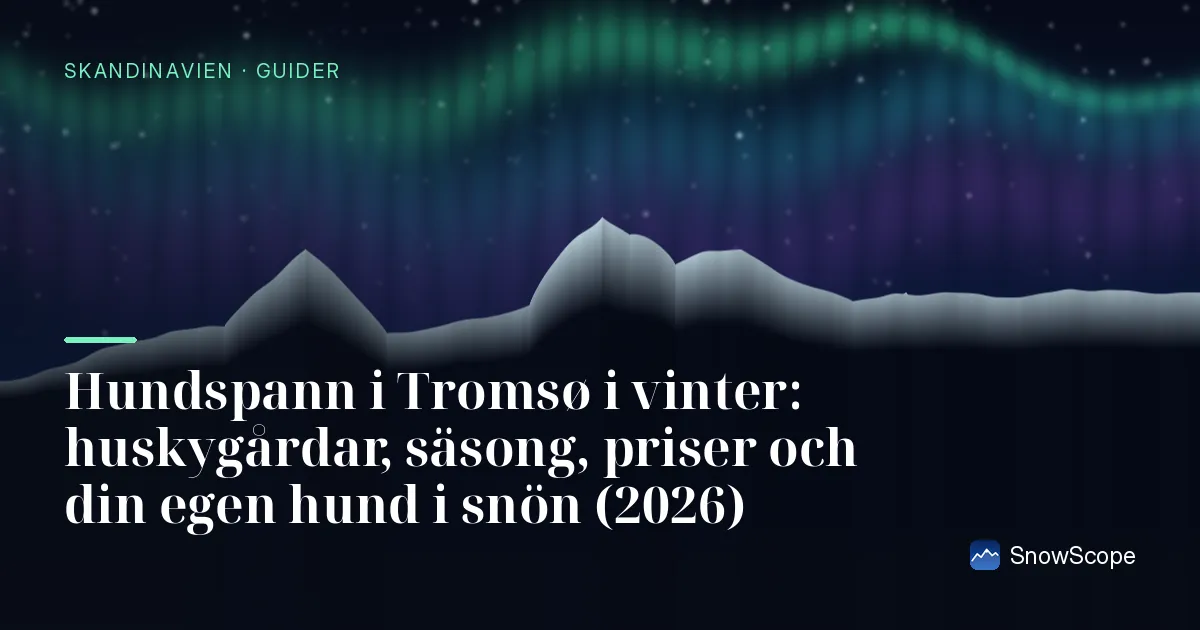 SKANDINAVIEN · GUIDER
Hundspann i Tromsø i vinter:
huskygårdar, säsong, priser och
din egen hund i snön (2026)
SnowScope